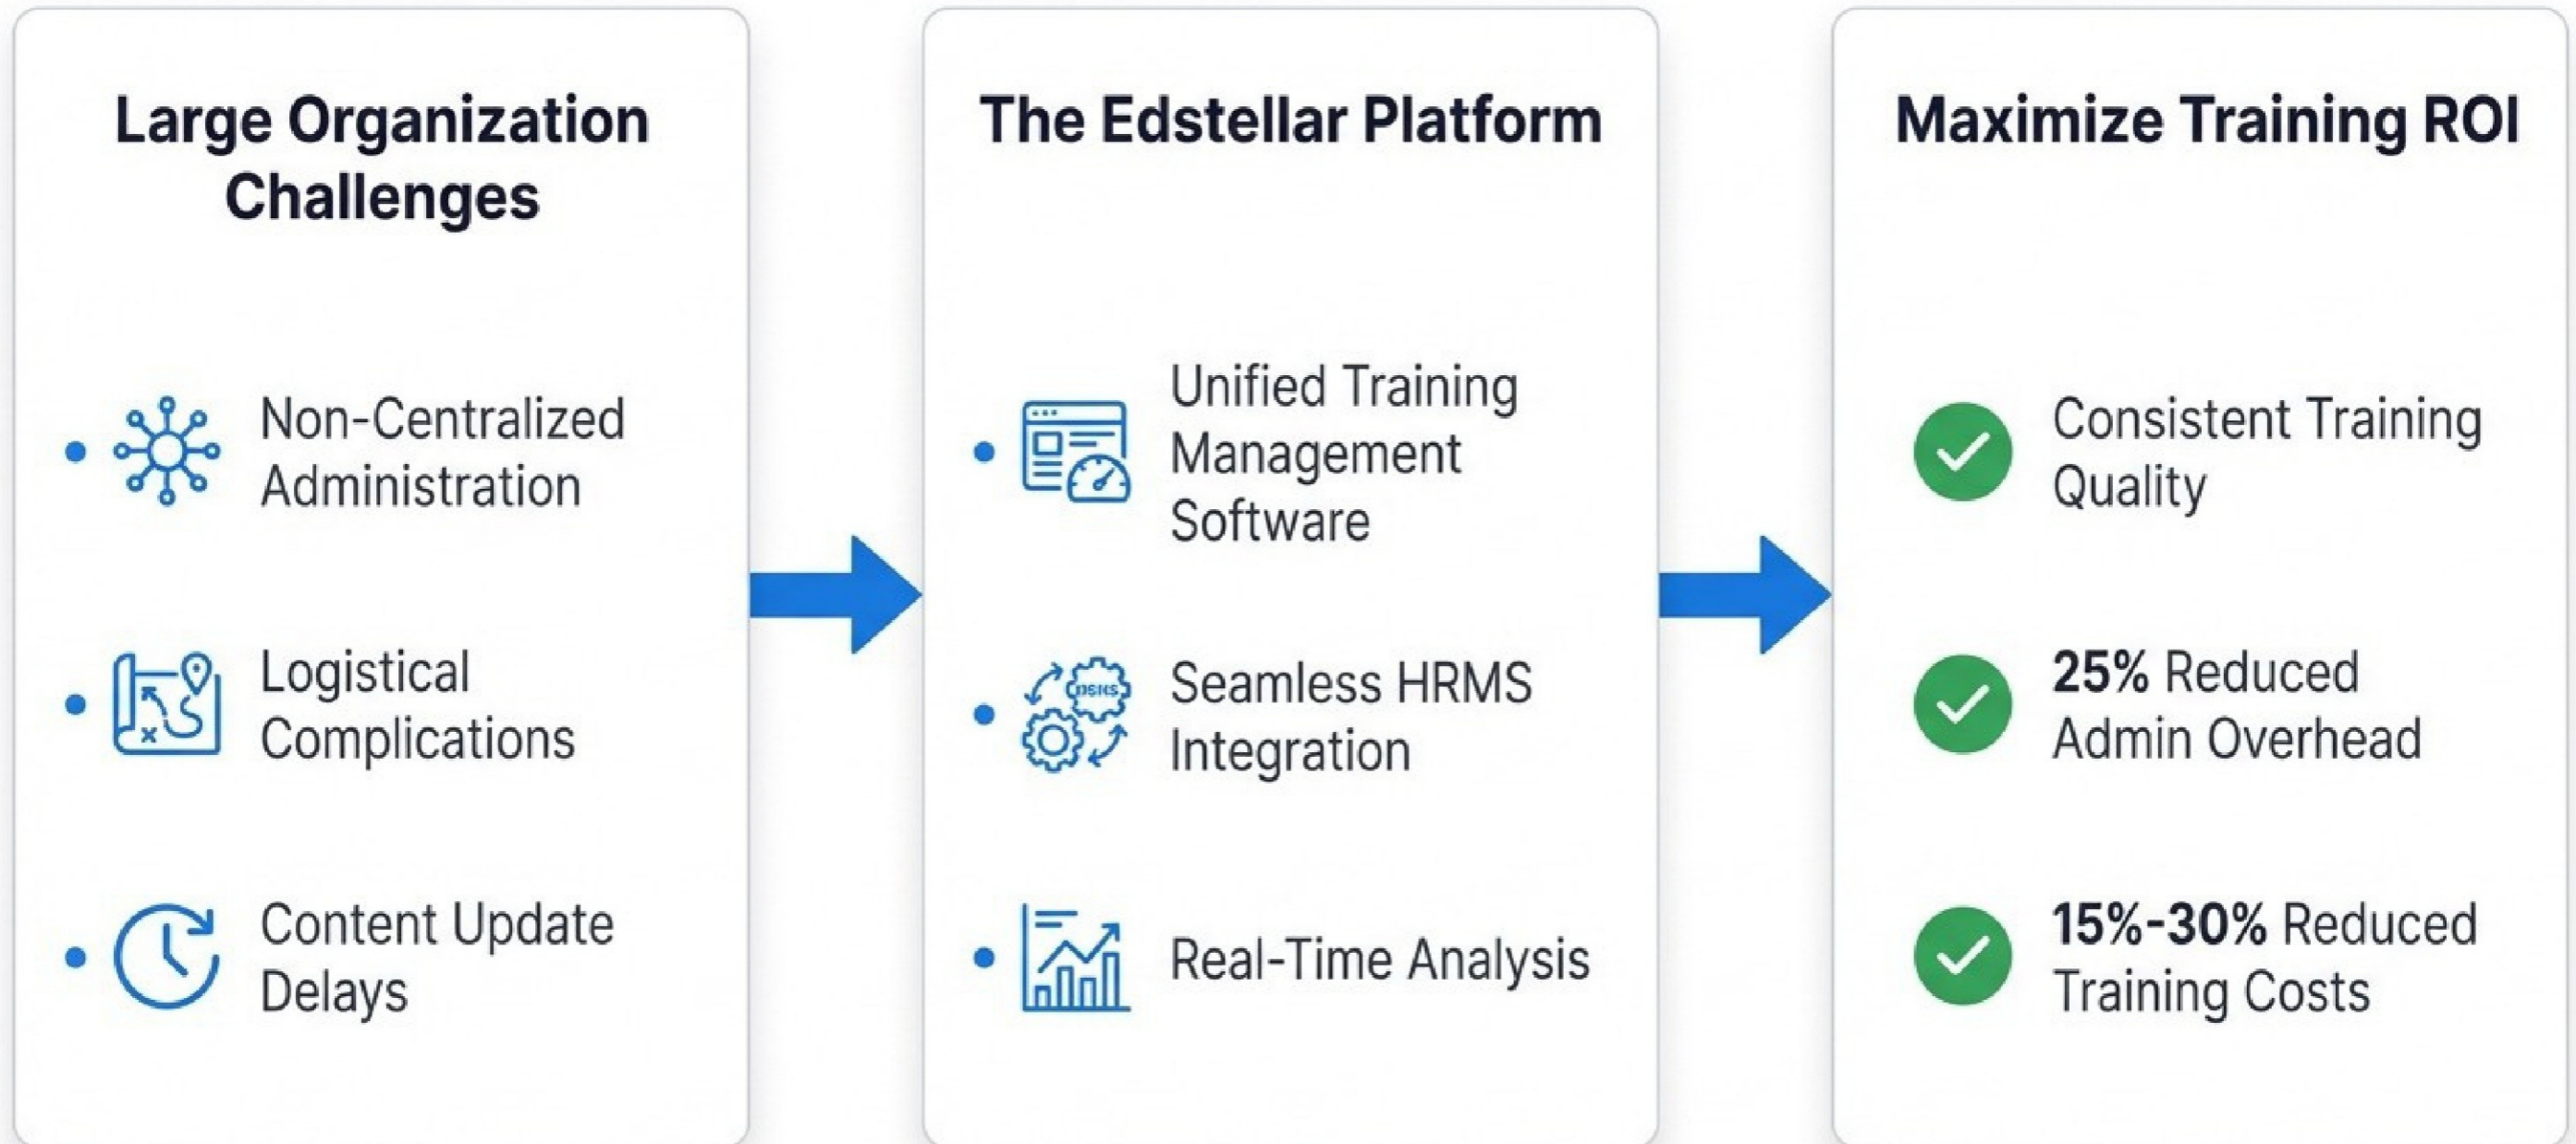 Large Organization
Challenges
Non-Centralized
Administration
Logistical
Complications
Content Update
Delays
The Edstellar Platform
Unified Training
Management
Software
Seamless HRMS
Integration
Real-Time Analysis
Maximize Training ROI
Consistent Training
Quality
25% Reduced
Admin Overhead
15%-30% Reduced
Training Costs